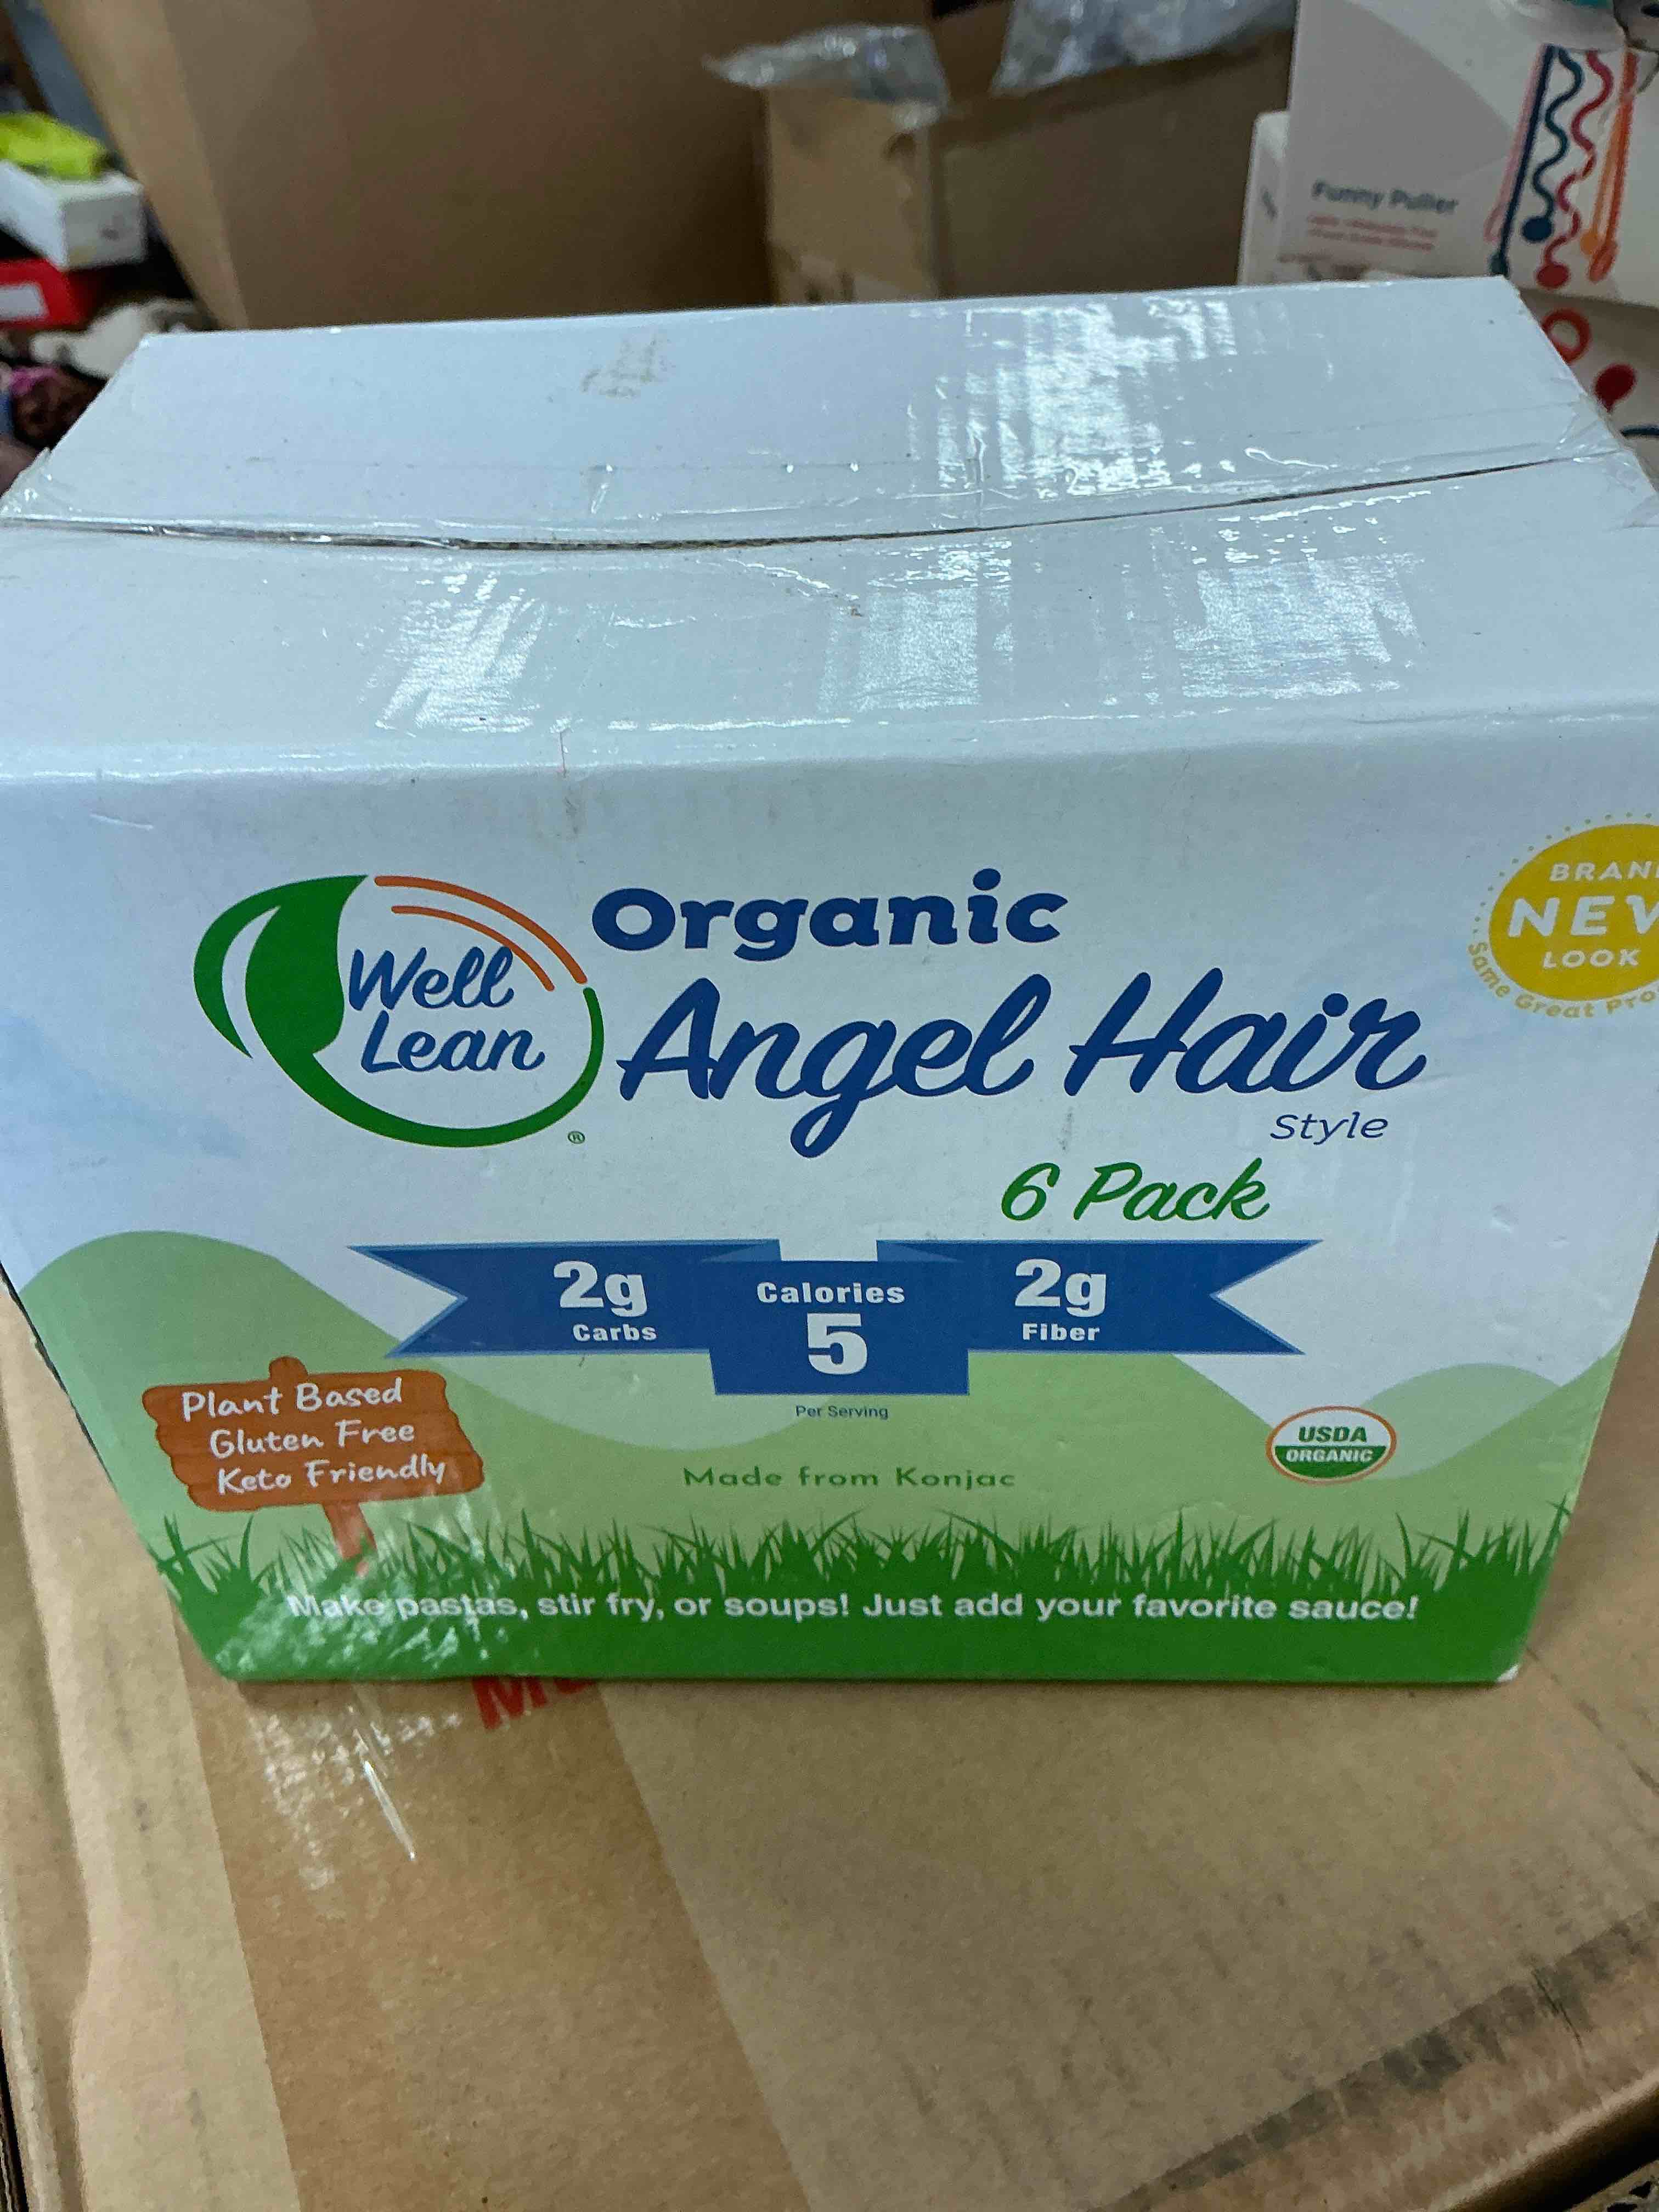 Funny Puller
Well
Lean
®
Organic
Angel Hair
Style
6 Pack
BRAN
NEW
LOOK
Same Great Pro
2g
Carbs
Calories
5
2g
Fiber
Per Serving
Plant Based
Gluten Free
Keto Friendly
Made from Konjac
USDA
ORGANIC
Make pastas, stir fry, or soups! Just add your favorite sauce!